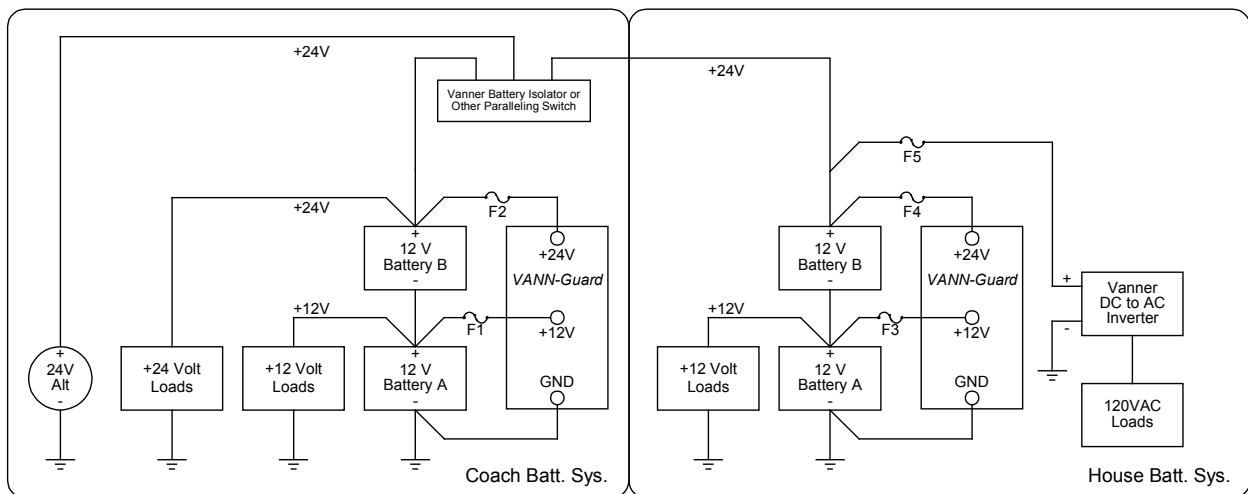 +24V
+24V
Vanner Battery Isolator or
Other Paralleling Switch
F5
+24V
F2
F4
+
12 V
Battery B
-
+24V
VANN-Guard
+
12 V
Battery B
-
+24V
VANN-Guard
+12V
F1
+12V
+12V
F3
+12V
+
Vanner
DC to AC
Inverter
-
+
24V
Alt
-
+24 Volt
Loads
+12 Volt
Loads
+
12 V
Battery A
-
GND
+12 Volt
Loads
+
12 V
Battery A
-
GND
120VAC
Loads
Coach Batt. Sys.
House Batt. Sys.